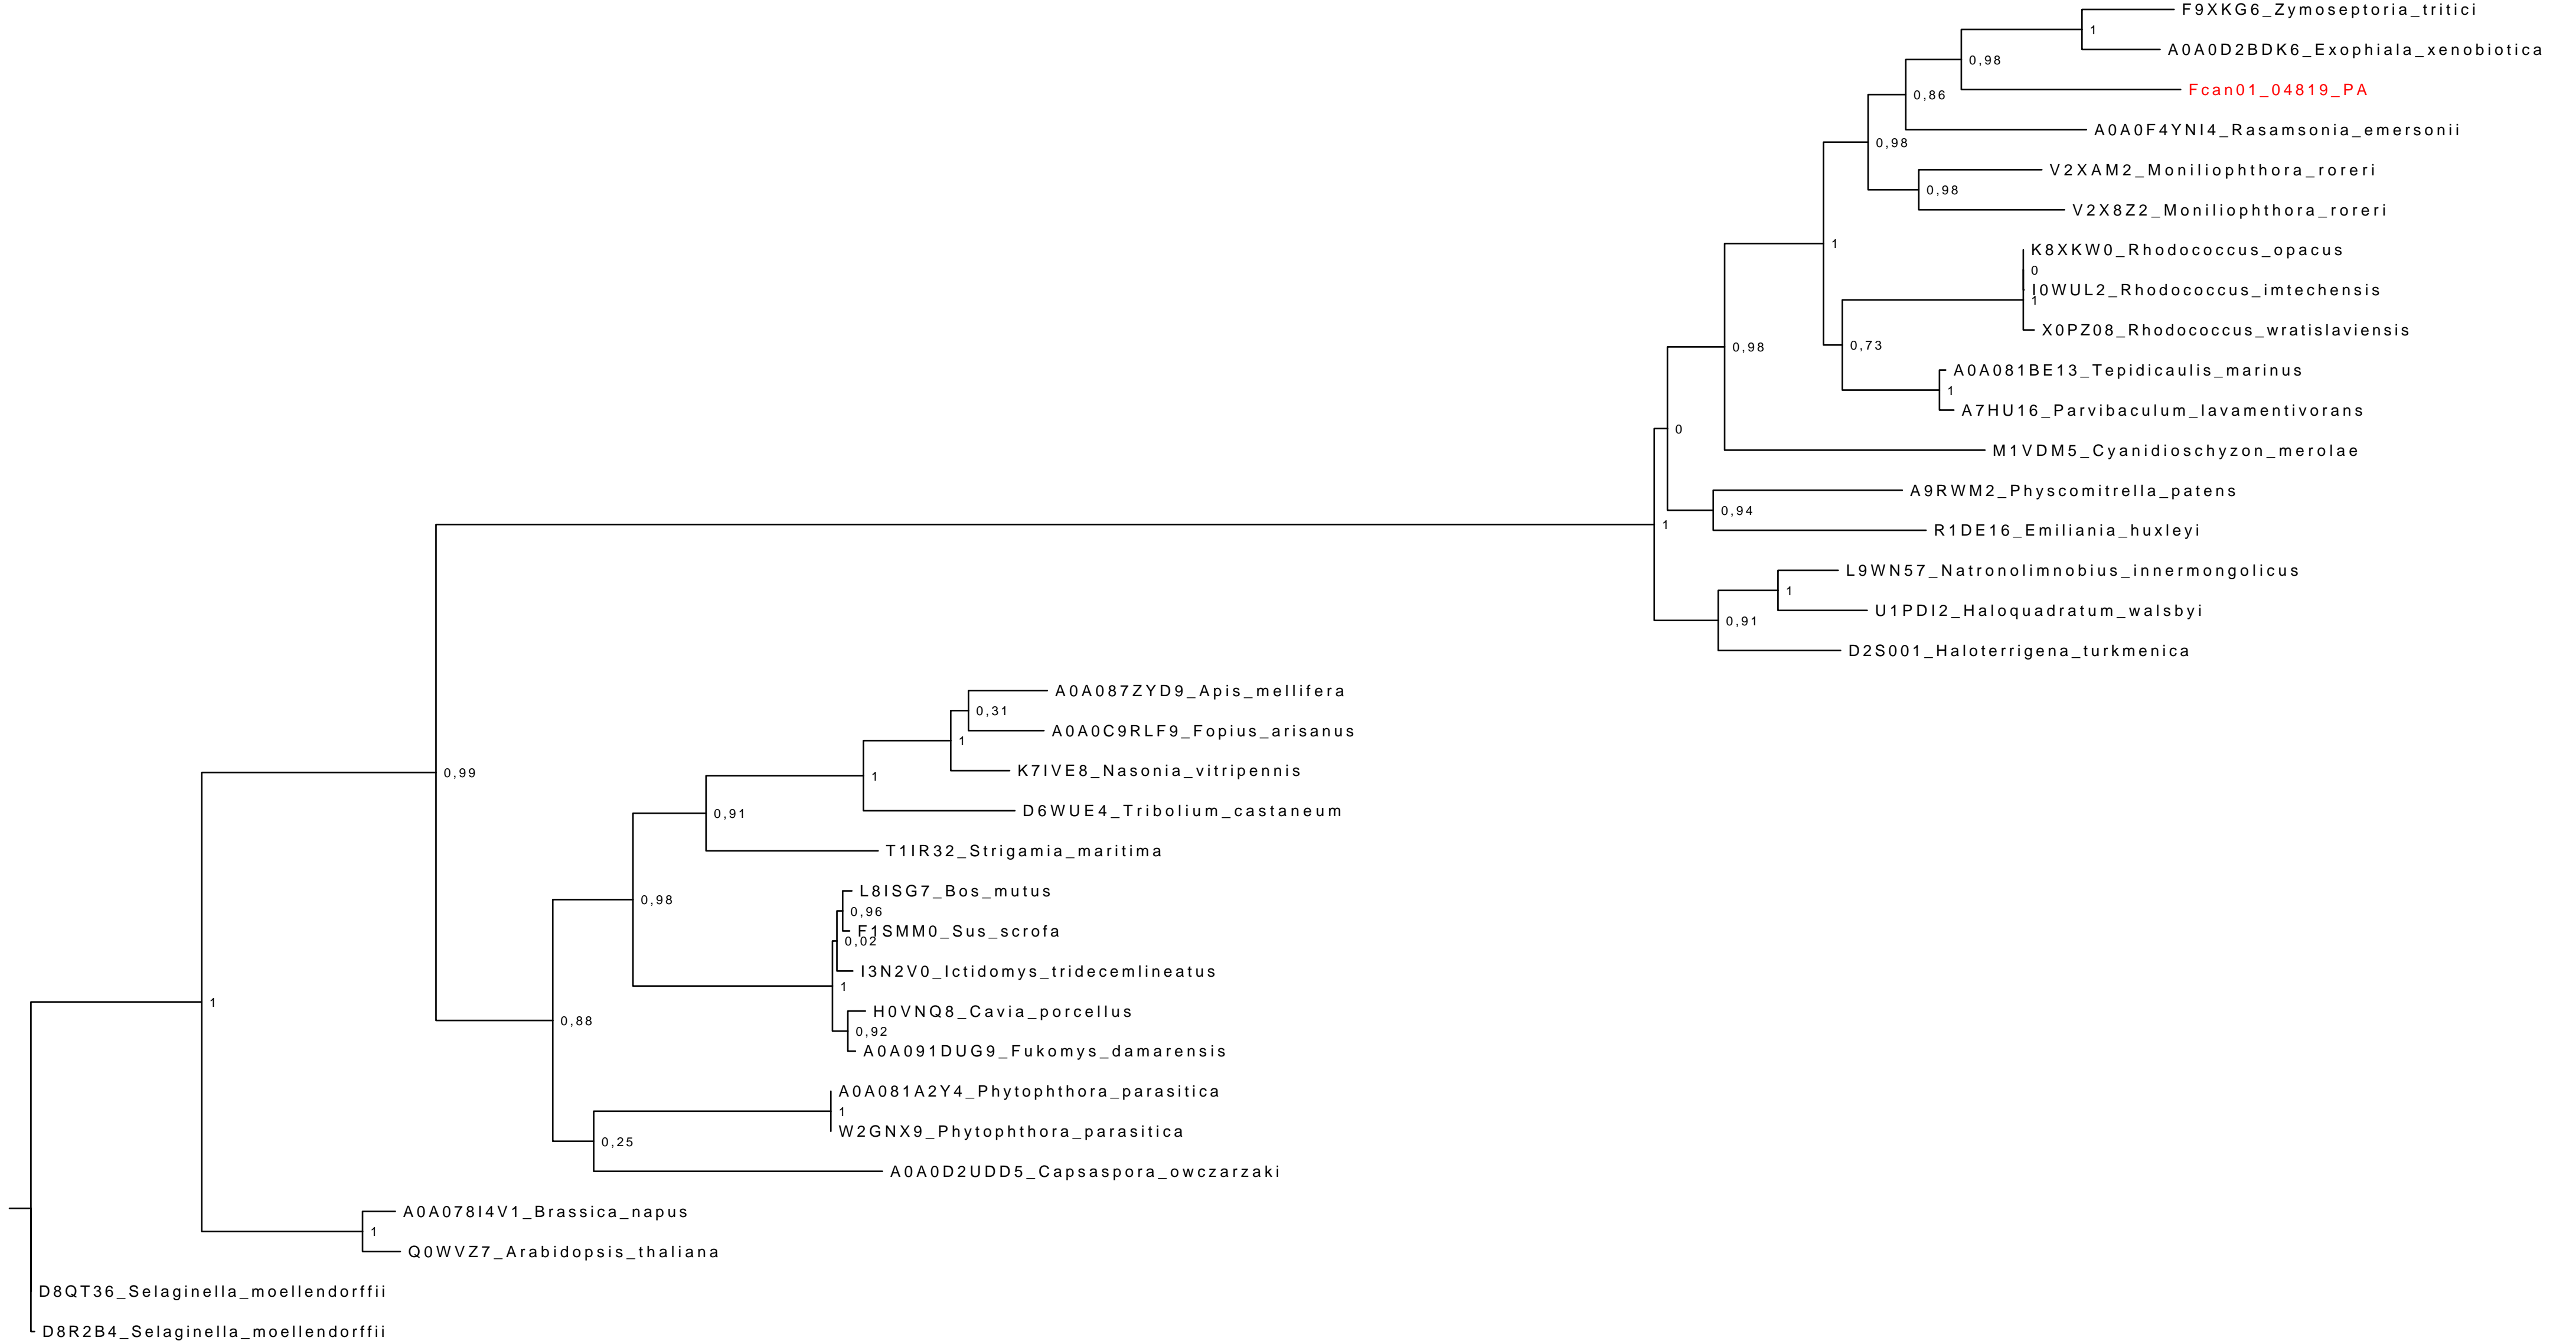 F9XKG6_Zymoseptoria_tritici
1
A0A0D2BDK6_Exophiala_xenobiotica
0,98
Fcan01_04819_PA
0,86
A0A0F4YNI4_Rasamsonia_emersonii
0,98
V2XAM2_Moniliophthora_roreri
0,98
V2X8Z2_Moniliophthora_roreri
1
K8XKW0_Rhodococcus_opacus
0
I0WUL2_Rhodococcus_imtechensis
1
X0PZ08_Rhodococcus_wratislaviensis
0,98
0,73
A0A081BE13_Tepidicaulis_marinus
1
A7HU16_Parvibaculum_lavamentivorans
0
M1VDM5_Cyanidioschyzon_merolae
A9RWM2_Physcomitrella_patens
0,94
1
R1DE16_Emiliania_huxleyi
L9WN57_Natronolimnobius_innermongolicus
1
U1PDI2_Haloquadratum_walsbyi
0,91
D2S001_Haloterrigena_turkmenica
A0A087ZYD9_Apis_mellifera
0,31
A0A0C9RLF9_Fopius_arisanus
1
K7IVE8_Nasonia_vitripennis
0,99
1
D6WUE4_Tribolium_castaneum
0,91
T1IR32_Strigamia_maritima
L8ISG7_Bos_mutus
0,98
0,96
F1SMM0_Sus_scrofa
0,02
I3N2V0_Ictidomys_tridecemlineatus
1
1
H0VNQ8_Cavia_porcellus
0,88
0,92
A0A091DUG9_Fukomys_damarensis
A0A081A2Y4_Phytophthora_parasitica
1
W2GNX9_Phytophthora_parasitica
0,25
A0A0D2UDD5_Capsaspora_owczarzaki
A0A078I4V1_Brassica_napus
1
Q0WVZ7_Arabidopsis_thaliana
D8QT36_Selaginella_moellendorffii
D8R2B4_Selaginella_moellendorffii